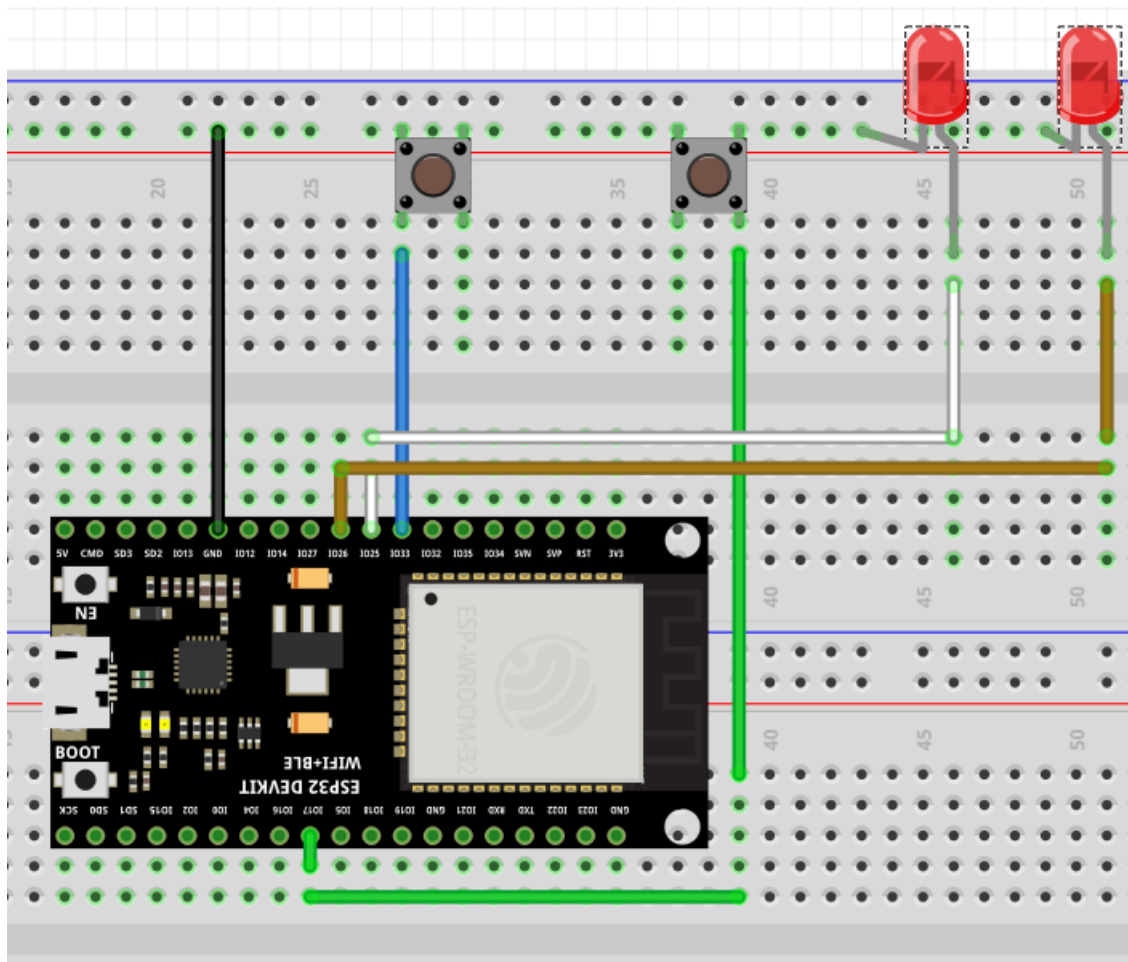 20 25 35 40 45 50
5V CMD SD3 SD2 IO13 GND IO12 IO14 IO27 IO26 IO25 IO33 IO32 IO35 IO34 SVN SVP RST 3V3
EN
40 45 50
ESP-WROOM-32
BOOT
WIFI+BLE
ESP32 DEVKIT
40 45 50
SCK SD0 SD1 IO15 IO2 IO0 IO4 IO16 IO17 IO5 IO18 IO19 GND IO21 RXD TXD IO22 IO23 GND